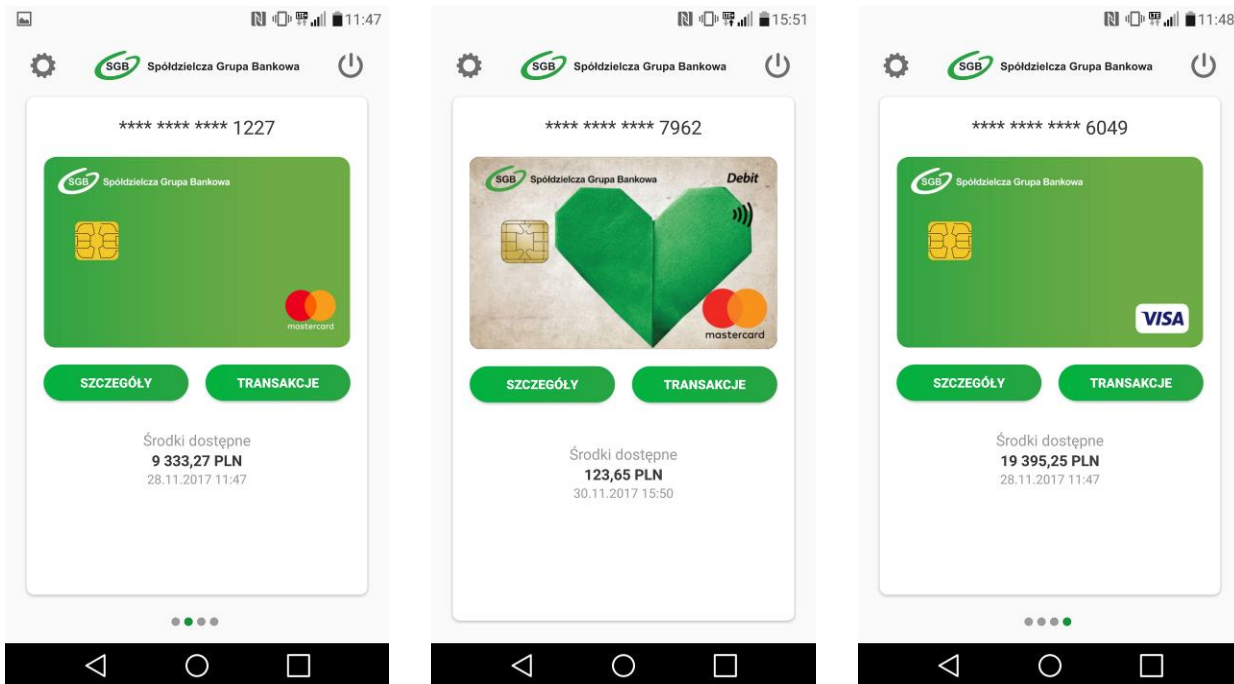 11:47
SGB Spółdzielcza Grupa Bankowa
**** **** **** 1227
SGB Spółdzielcza Grupa Bankowa
mastercard
SZCZEGÓŁY TRANSAKCJE
Środki dostępne
9 333,27 PLN
28.11.2017 11:47
15:51
SGB Spółdzielcza Grupa Bankowa
**** **** **** 7962
SGB Spółdzielcza Grupa Bankowa Debit
mastercard
SZCZEGÓŁY TRANSAKCJE
Środki dostępne
123,65 PLN
30.11.2017 15:50
11:48
SGB Spółdzielcza Grupa Bankowa
**** **** **** 6049
SGB Spółdzielcza Grupa Bankowa
VISA
SZCZEGÓŁY TRANSAKCJE
Środki dostępne
19 395,25 PLN
28.11.2017 11:47